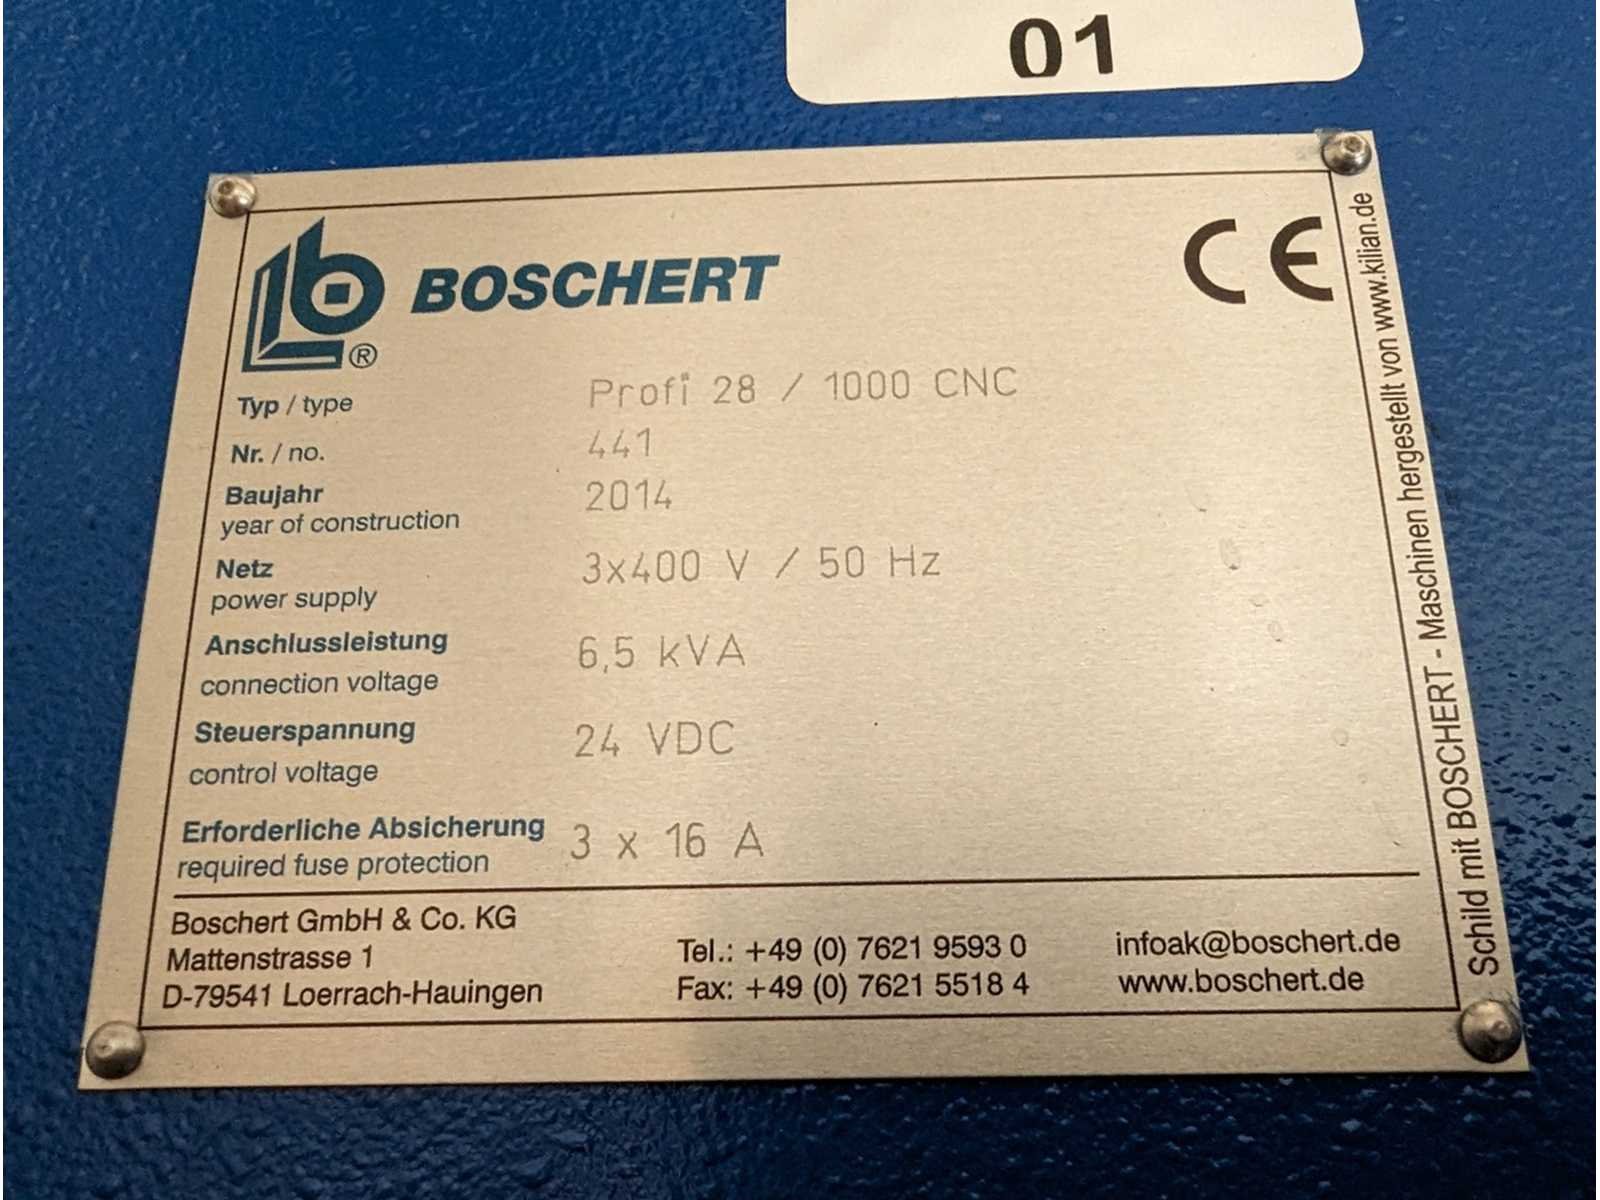 01
BOSCHERT
®
CE
Typ / type Profi 28 / 1000 CNC
Nr. / no. 441
Baujahr 2014
year of construction
Netz 3x400 V / 50 Hz
power supply
Anschlussleistung 6,5 kVA
connection voltage
Steuerspannung 24 VDC
control voltage
Erforderliche Absicherung 3 x 16 A
required fuse protection
Boschert GmbH & Co. KG
Mattenstrasse 1 Tel.: +49 (0) 7621 9593 0 infoak@boschert.de
D-79541 Loerrach-Hauingen Fax: +49 (0) 7621 5518 4 www.boschert.de
Schild mit BOSCHERT - Maschinen hergestellt von www.kilian.de